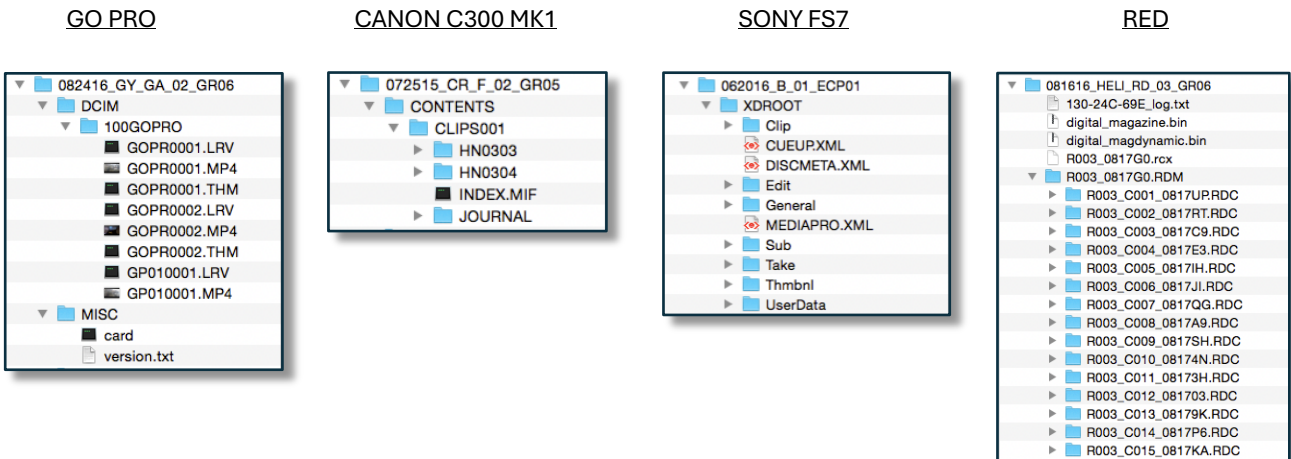 GO PRO
082416_GY_GA_02_GR06
DCIM
100GOPRO
GOPR0001.LRV
GOPR0001.MP4
GOPR0001.THM
GOPR0002.LRV
GOPR0002.MP4
GOPR0002.THM
GP010001.LRV
GP010001.MP4
MISC
card
version.txt
CANON C300 MK1
072515_CR_F_02_GR05
CONTENTS
CLIPS001
HN0303
HN0304
INDEX.MIF
JOURNAL
SONY FS7
062016_B_01_ECP01
XDROOT
Clip
CUEUP.XML
DISCMETA.XML
Edit
General
MEDIAPRO.XML
Sub
Take
Thmbnl
UserData
RED
081616_HELI_RD_03_GR06
130-24C-69E_log.txt
digital_magazine.bin
digital_magdynamic.bin
R003_0817G0.rcx
R003_0817G0.RDM
R003_C001_0817UP.RDC
R003_C002_0817RT.RDC
R003_C003_0817C9.RDC
R003_C004_0817E3.RDC
R003_C005_0817IH.RDC
R003_C006_0817JI.RDC
R003_C007_0817QG.RDC
R003_C008_0817A9.RDC
R003_C009_0817SH.RDC
R003_C010_08174N.RDC
R003_C011_08173H.RDC
R003_C012_081703.RDC
R003_C013_08179K.RDC
R003_C014_0817P6.RDC
R003_C015_0817KA.RDC